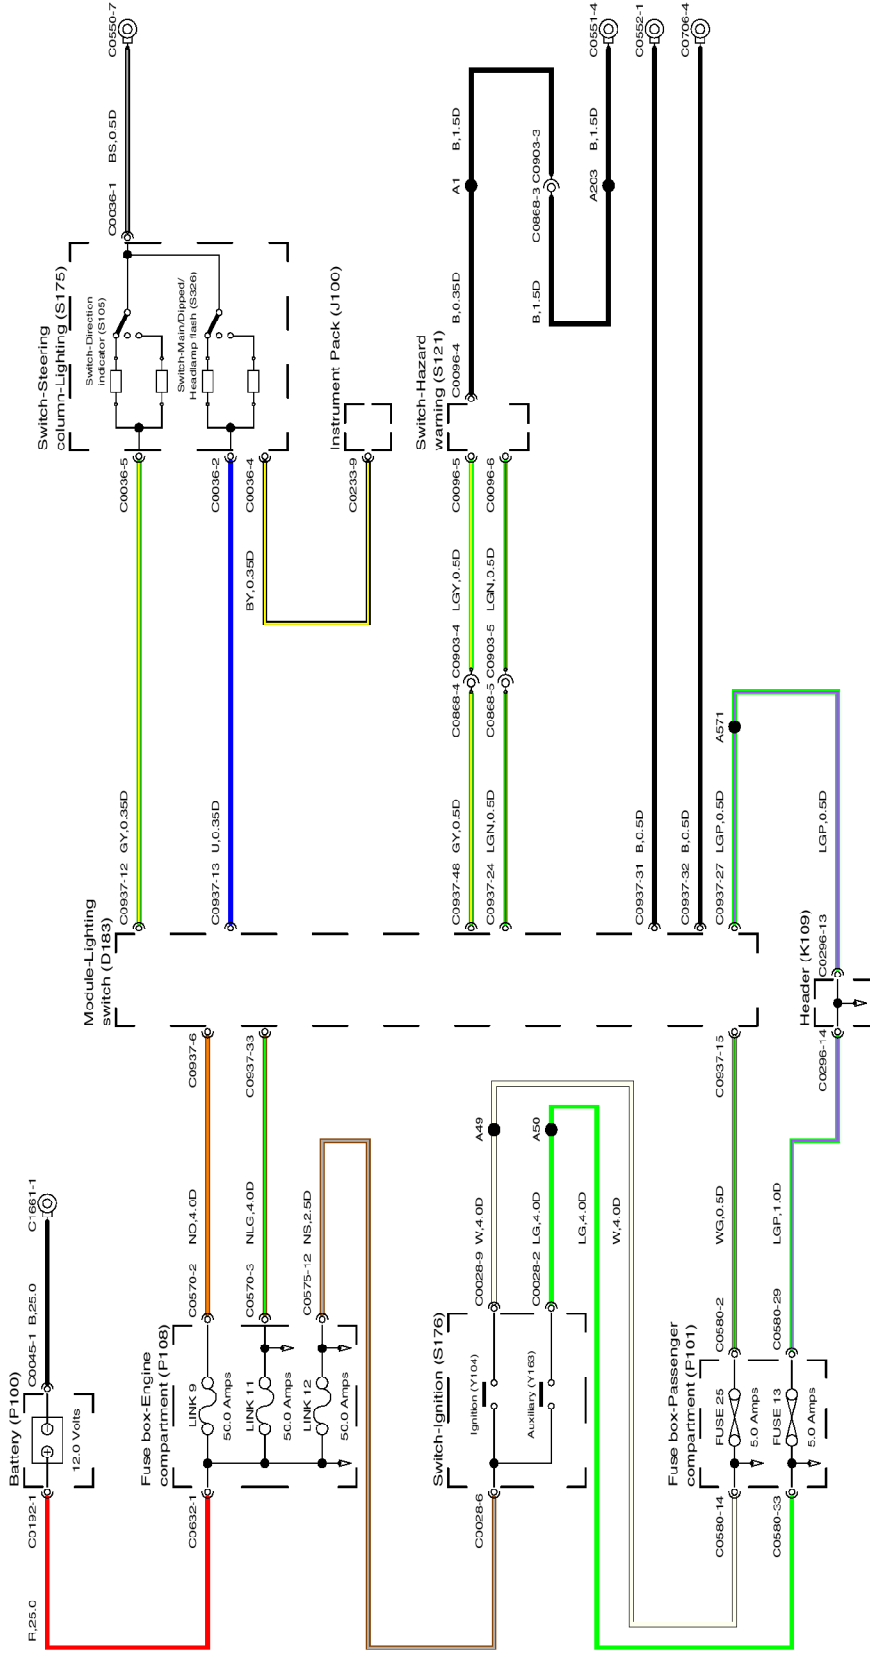 Battery (P100)
12.0 Volts
C0192-1
R,25.0
C0045-1
B,25.0
C1661-1
Fuse box-Engine
compartment (P108)
C0632-1
LINK 9
50.0 Amps
LINK 11
50.0 Amps
LINK 12
50.0 Amps
C0570-2
NO,4.0D
C0937-6
C0570-3
NLG,4.0D
C0937-33
C0575-12
NS,2.5D
Switch-Ignition (S176)
Ignition (Y104)
Auxiliary (Y163)
C0028-6
C0028-9
W,4.0D
A49
C0028-2
LG,4.0D
A50
LG,4.0D
W,4.0D
Fuse box-Passenger
compartment (P101)
FUSE 25
5.0 Amps
FUSE 13
5.0 Amps
C0580-14
C0580-33
C0580-2
WG,0.5D
C0937-15
C0580-29
LGP,1.0D
C0296-14
Header (K109)
C0296-13
LGP,0.5D
A571
LGP,0.5D
C0937-27
Module-Lighting
switch (D183)
C0937-12
GY,0.35D
C0036-5
C0937-13
U,0.35D
C0036-2
BY,0.35D
C0036-4
C0233-9
C0937-48
GY,0.5D
C0868-4
C0903-4
LGY,0.5D
C0096-5
C0937-24
LGN,0.5D
C0868-5
C0903-5
LGN,0.5D
C0096-6
C0937-31
B,0.5D
C0552-1
C0937-32
B,0.5D
C0706-4
Switch-Steering
column-Lighting (S175)
Switch-Direction
indicator (S105)
Switch-Main/Dipped/
Headlamp flash (S326)
C0036-1
BS,0.5D
C0550-7
Instrument Pack (J100)
Switch-Hazard
warning (S121)
C0096-4
B,0.35D
A1
B,1.5D
B,1.5D
C0868-3
C0903-3
A2C3
B,1.5D
C0551-4